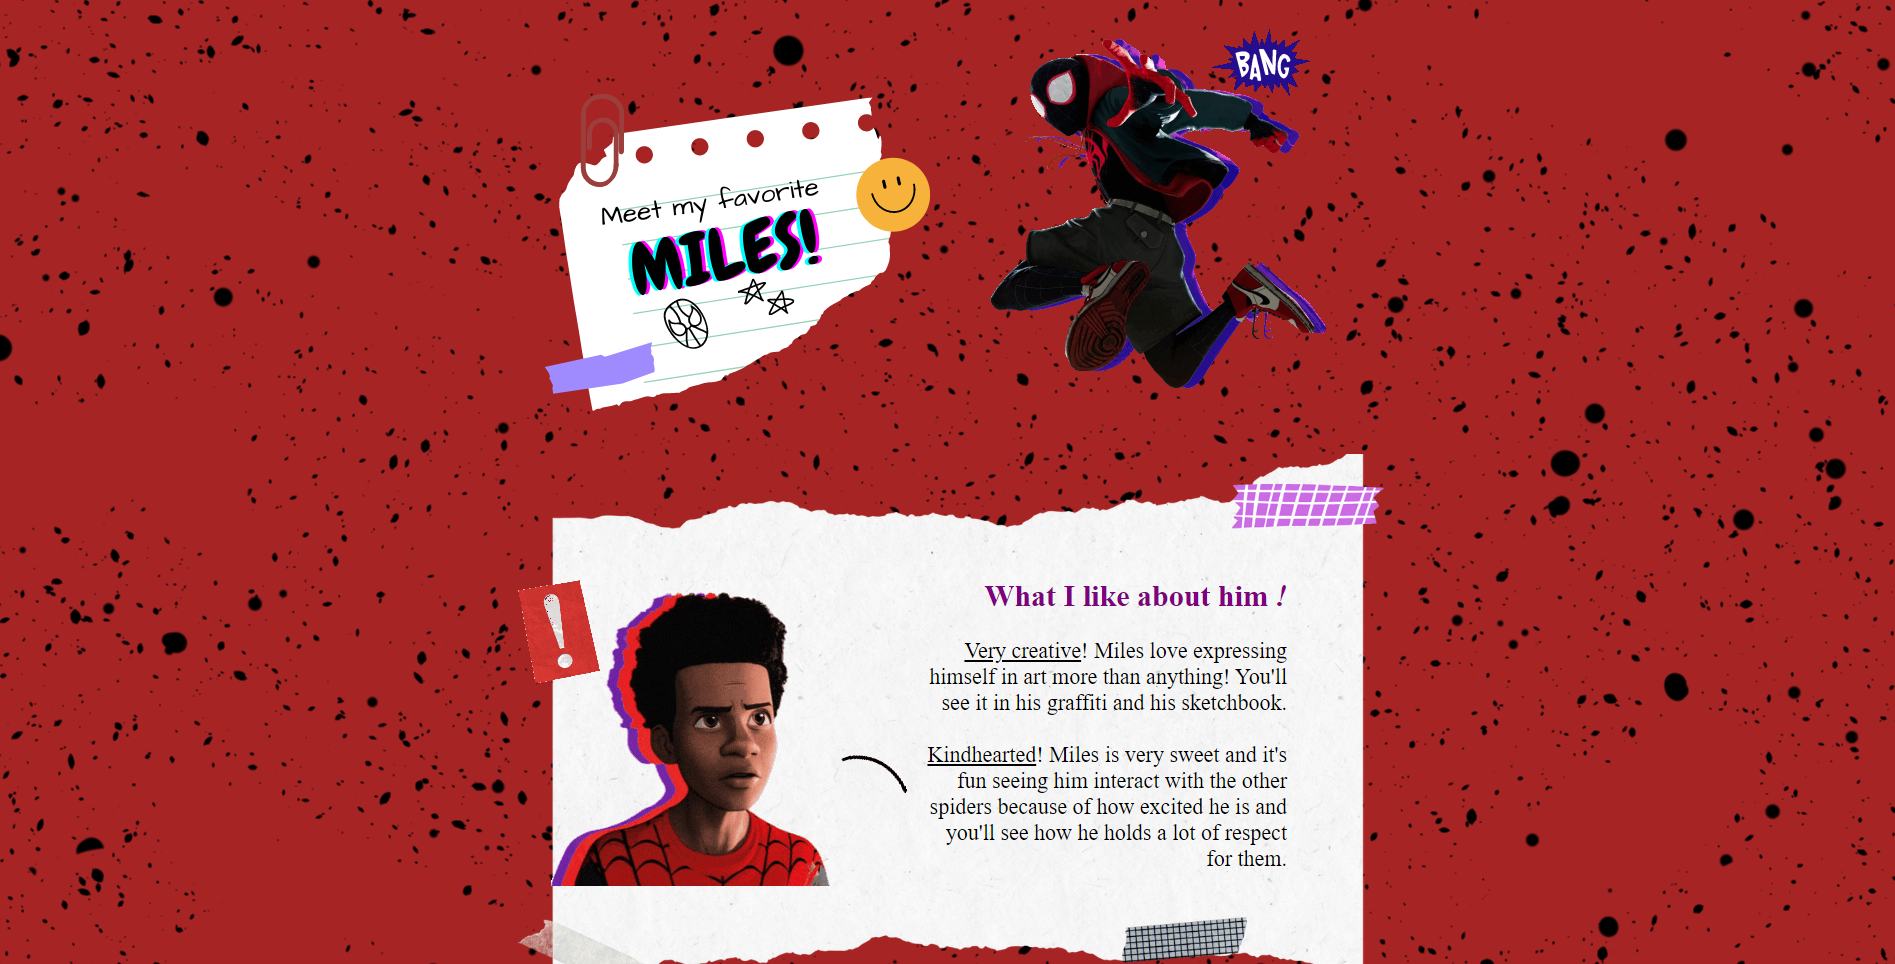 BANG
Meet my favorite
MILES!
What I like about him !
Very creative! Miles love expressing
himself in art more than anything! You'll
see it in his graffiti and his sketchbook.
Kindhearted! Miles is very sweet and it's
fun seeing him interact with the other
spiders because of how excited he is and
you'll see how he holds a lot of respect
for them.